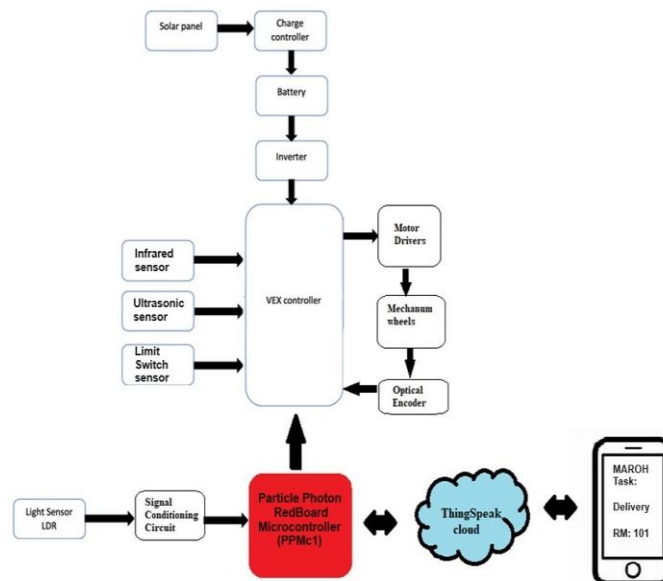 Solar panel
Charge
controller
Battery
Inverter
Infrared
sensor
Ultrasonic
sensor
Limit
Switch
sensor
VEX controller
Motor
Drivers
Mechanum
wheels
Optical
Encoder
Light Sensor
LDR
Signal
Conditioning
Circuit
Particle Photon
RedBoard
Microcontroller
(PPMc1)
ThingSpeak
cloud
MAROH
Task:
Delivery
RM: 101